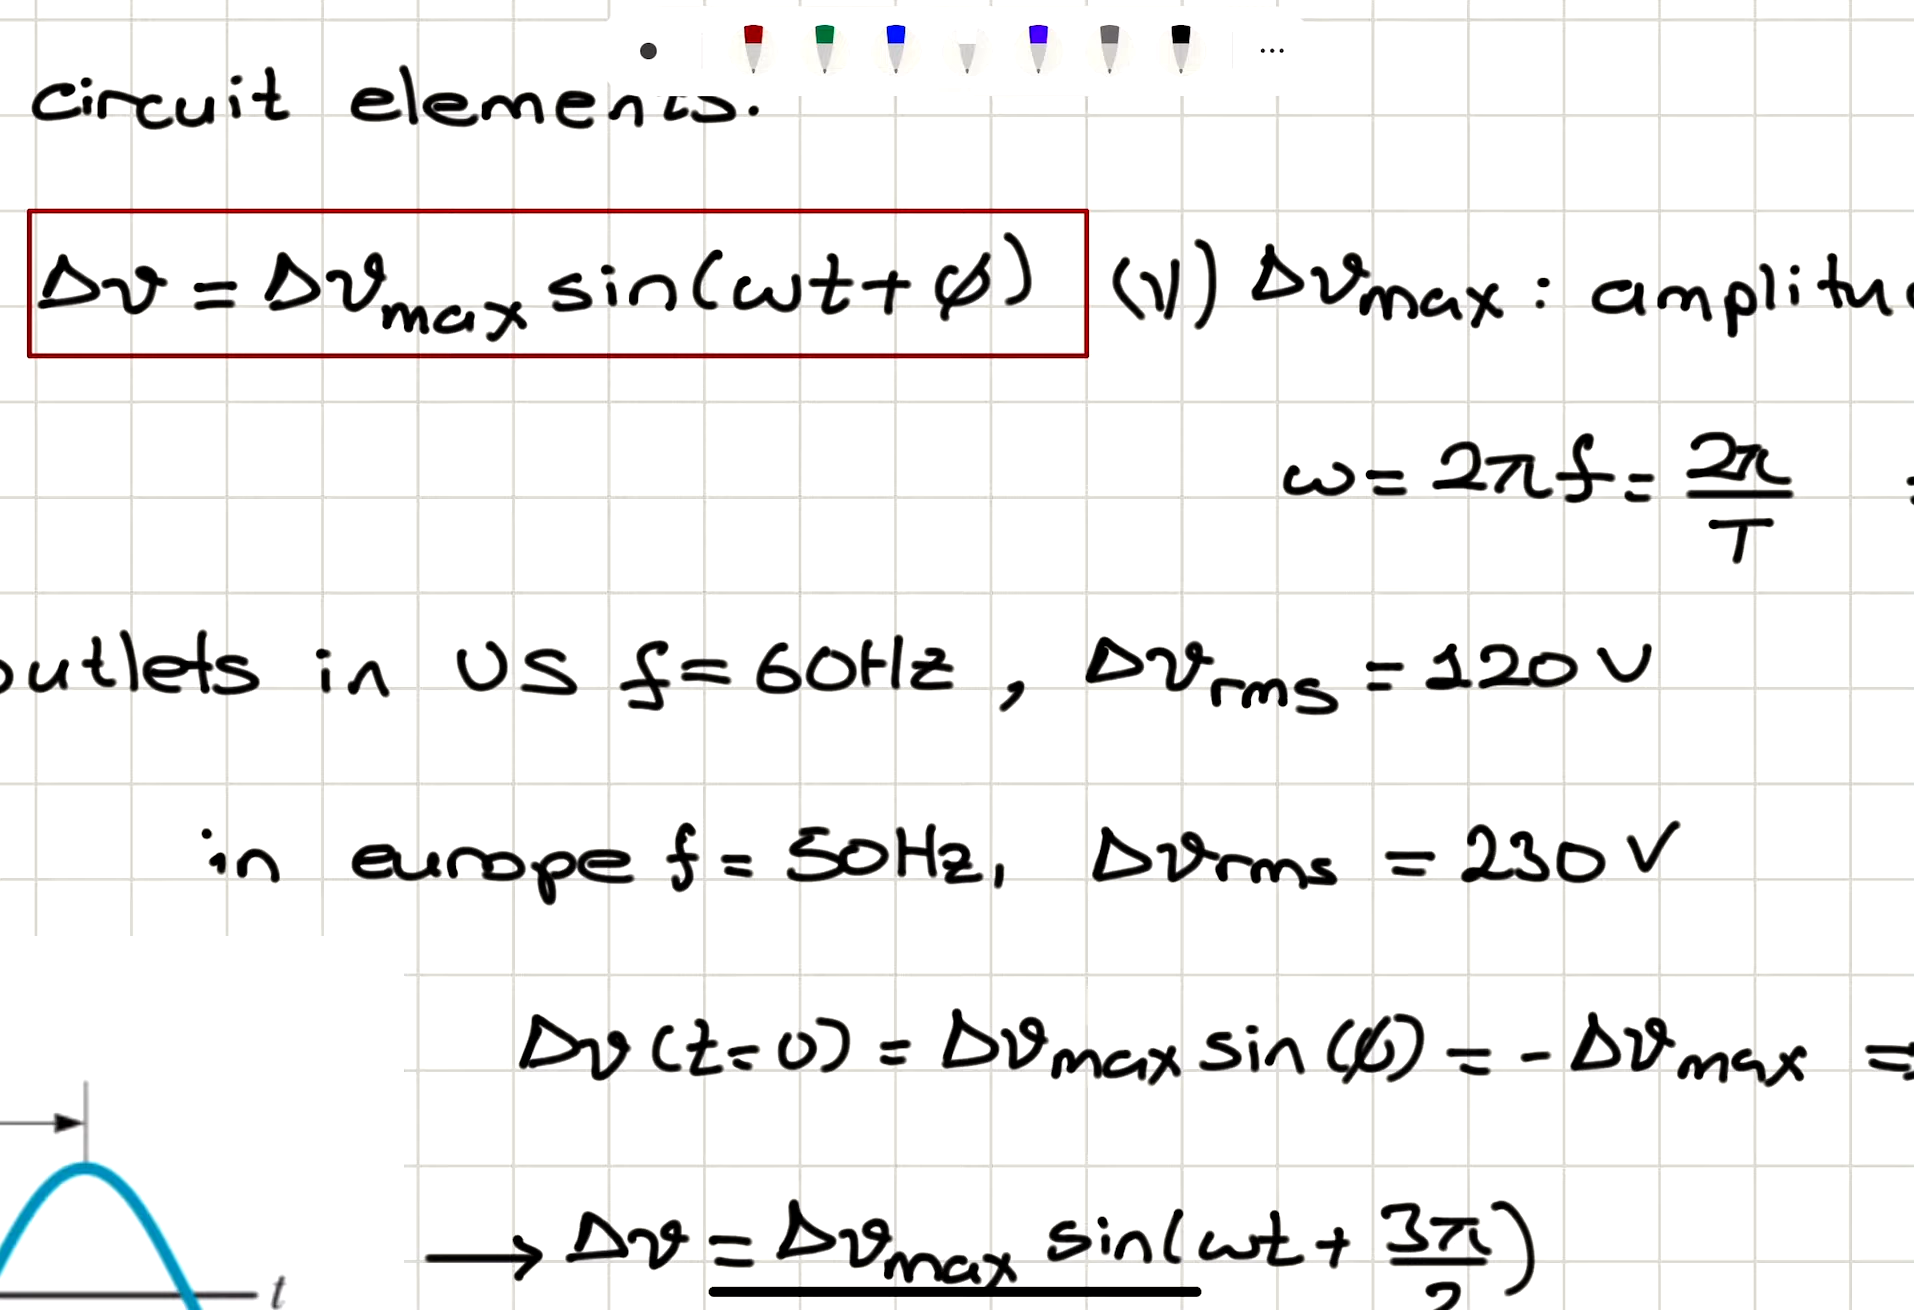 circuit elements.
Δv = Δv_max sin(ωt + φ) (V) Δv_max : amplitu
ω = 2πf = 2π/T
outlets in US f = 60Hz , Δv_rms = 120 V
in europe f = 50Hz, Δv_rms = 230 V
Δv (t=0) = Δv_max sin(φ) = - Δv_max ⇒
→ Δv = Δv_max sin(ωt + 3π/2)
t